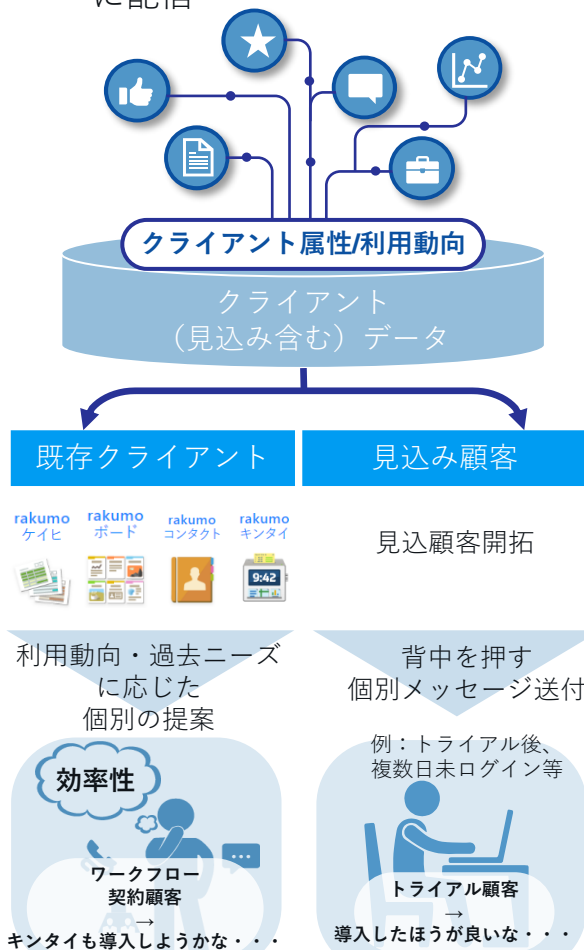 に配信
クライアント属性/利用動向
クライアント
（見込み含む）データ
既存クライアント
見込み顧客
rakumo
ケイヒ
rakumo
ボード
rakumo
コンタクト
rakumo
キンタイ
9:42
見込顧客開拓
利用動向・過去ニーズ
に応じた
個別の提案
背中を押す
個別メッセージ送付
例：トライアル後、
複数日未ログイン等
効率性
ワークフロー
契約顧客
→
キンタイも導入しようかな・・・
トライアル顧客
→
導入したほうが良いな・・・